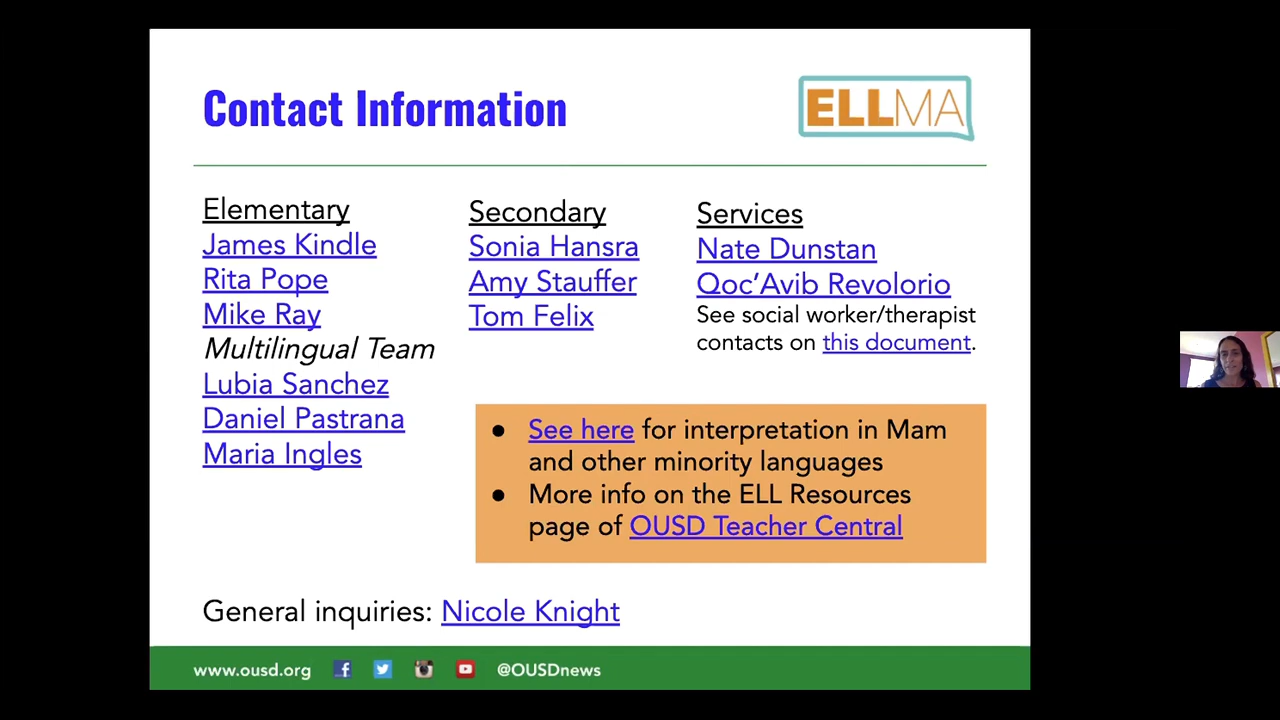 Contact Information
ELLMA
Elementary
James Kindle
Rita Pope
Mike Ray
Multilingual Team
Lubia Sanchez
Daniel Pastrana
Maria Ingles
Secondary
Sonia Hansra
Amy Stauffer
Tom Felix
Services
Nate Dunstan
Qoc’Avib Revolorio
See social worker/therapist
contacts on this document.
● See here for interpretation in Mam
and other minority languages
● More info on the ELL Resources
page of OUSD Teacher Central
General inquiries: Nicole Knight
www.ousd.org @OUSDnews